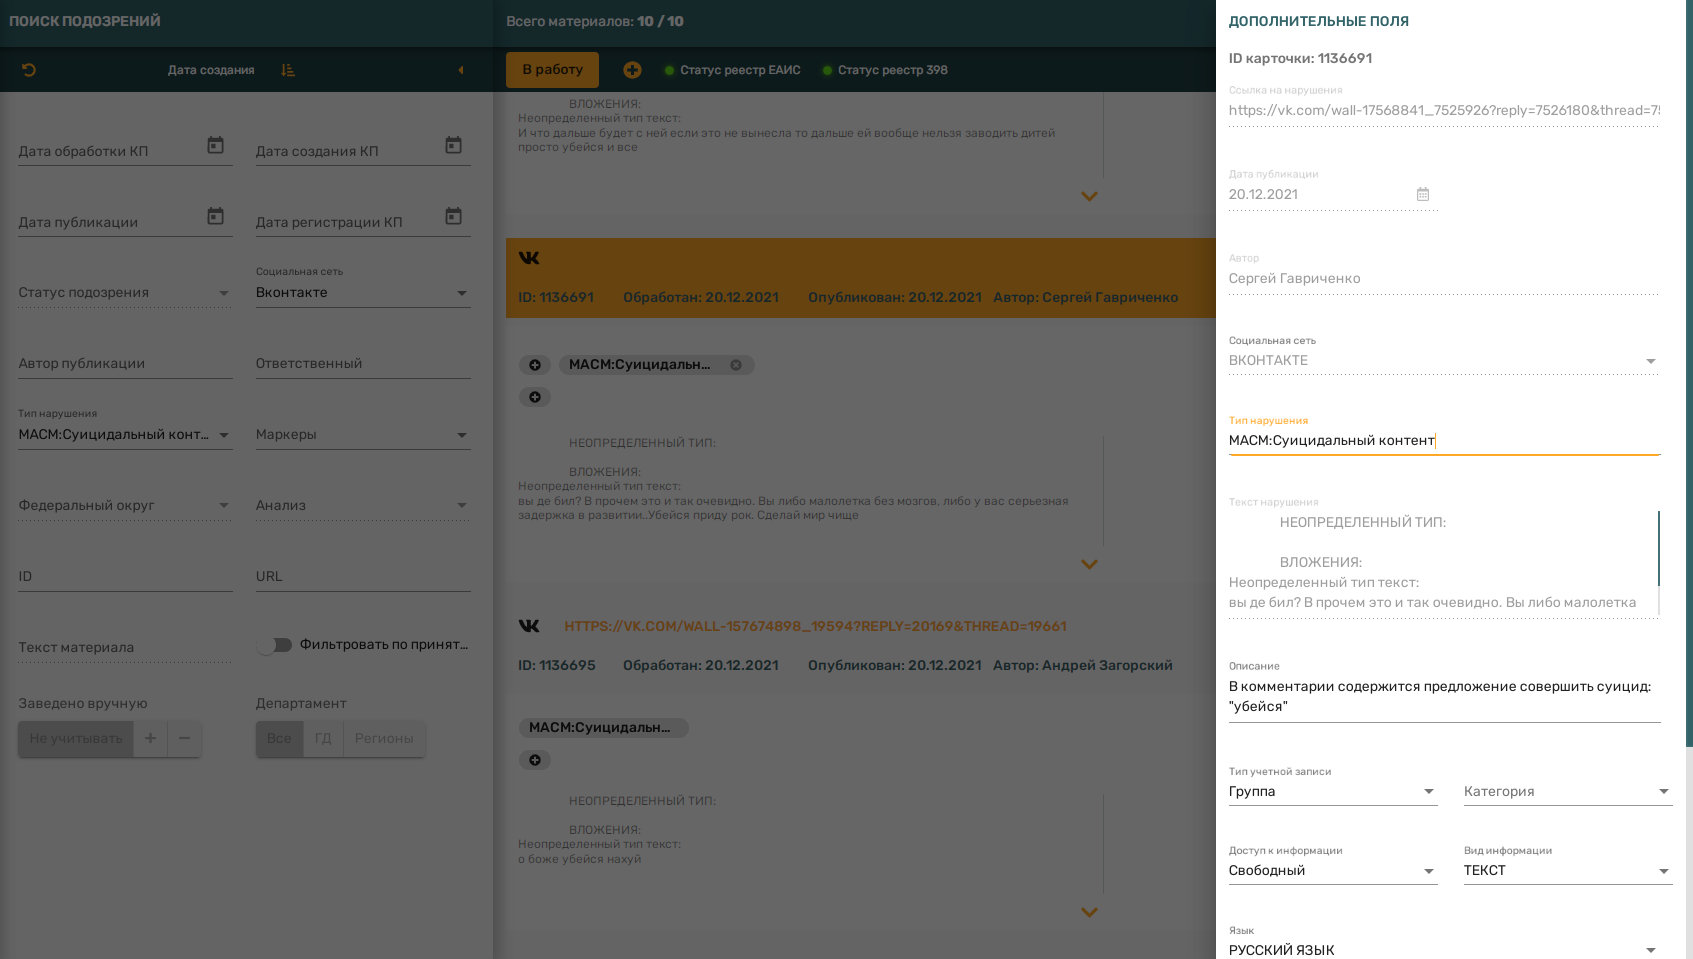 ПОИСК ПОДОЗРЕНИЙ
Дата создания
Дата обработки КП
Дата создания КП
Дата публикации
Дата регистрации КП
Статус подозрения
Социальная сеть
Вконтакте
Автор публикации
Ответственный
Тип нарушения
МАСМ:Суицидальный конт...
Маркеры
Федеральный округ
Анализ
ID
URL
Текст материала
Фильтровать по принят...
Заведено вручную
Департамент
Не учитывать + −
Все ГД Регионы
Всего материалов: 10 / 10
В работу
Статус реестр ЕАИС
Статус реестр 398
ВЛОЖЕНИЯ:
Неопределенный тип текст:
И что дальше будет с ней если это не вынесла то дальше ей вообще нельзя заводить дитей
просто убейся и все
ID: 1136691 Обработан: 20.12.2021 Опубликован: 20.12.2021 Автор: Сергей Гавриченко
МАСМ:Суицидальн...
НЕОПРЕДЕЛЕННЫЙ ТИП:
ВЛОЖЕНИЯ:
Неопределенный тип текст:
вы де бил? В прочем это и так очевидно. Вы либо малолетка без мозгов, либо у вас серьезная
задержка в развитии..Убейся приду рок. Сделай мир чище
HTTPS://VK.COM/WALL-157674898_19594?REPLY=20169&THREAD=19661
ID: 1136695 Обработан: 20.12.2021 Опубликован: 20.12.2021 Автор: Андрей Загорский
МАСМ:Суицидальн...
НЕОПРЕДЕЛЕННЫЙ ТИП:
ВЛОЖЕНИЯ:
Неопределенный тип текст:
о боже убейся нахуй
ДОПОЛНИТЕЛЬНЫЕ ПОЛЯ
ID карточки: 1136691
Ссылка на нарушения
https://vk.com/wall-17568841_7525926?reply=7526180&thread=75
Дата публикации
20.12.2021
Автор
Сергей Гавриченко
Социальная сеть
ВКОНТАКТЕ
Тип нарушения
МАСМ:Суицидальный контент
Текст нарушения
НЕОПРЕДЕЛЕННЫЙ ТИП:
ВЛОЖЕНИЯ:
Неопределенный тип текст:
вы де бил? В прочем это и так очевидно. Вы либо малолетка
Описание
В комментарии содержится предложение совершить суицид:
"убейся"
Тип учетной записи
Группа
Категория
Доступ к информации
Свободный
Вид информации
ТЕКСТ
Язык
РУССКИЙ ЯЗЫК